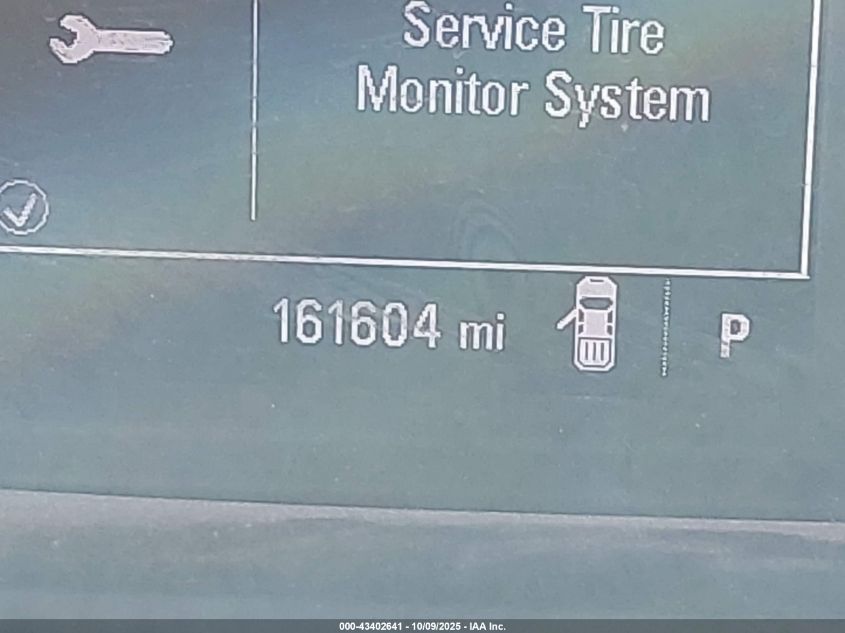 Service Tire
Monitor System
161604 mi
P
000-43402641 - 10/09/2025 - IAA Inc.